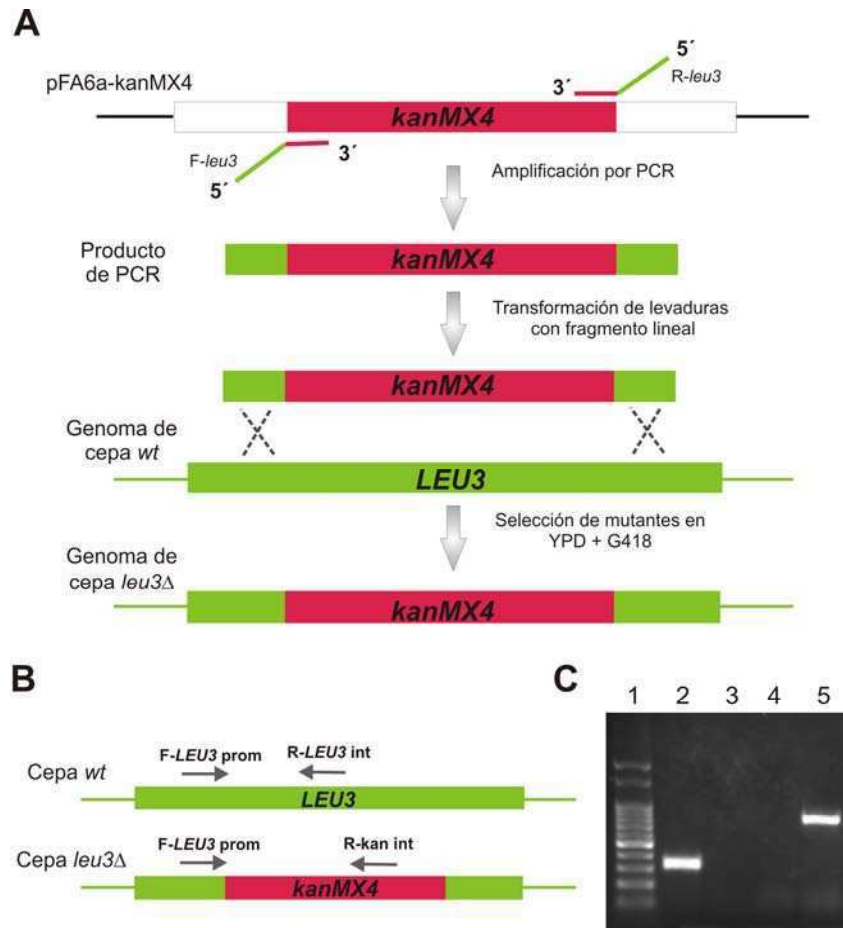 A
pFA6a-kanMX4
5´
3´
R-leu3
kanMX4
F-leu3
3´
5´
Amplificación por PCR
Producto
de PCR
kanMX4
Transformación de levaduras
con fragmento lineal
kanMX4
Genoma de
cepa wt
LEU3
Selección de mutantes en
YPD + G418
Genoma de
cepa leu3Δ
kanMX4
B
F-LEU3 prom
R-LEU3 int
Cepa wt
LEU3
F-LEU3 prom
R-kan int
Cepa leu3Δ
kanMX4
C
1 2 3 4 5